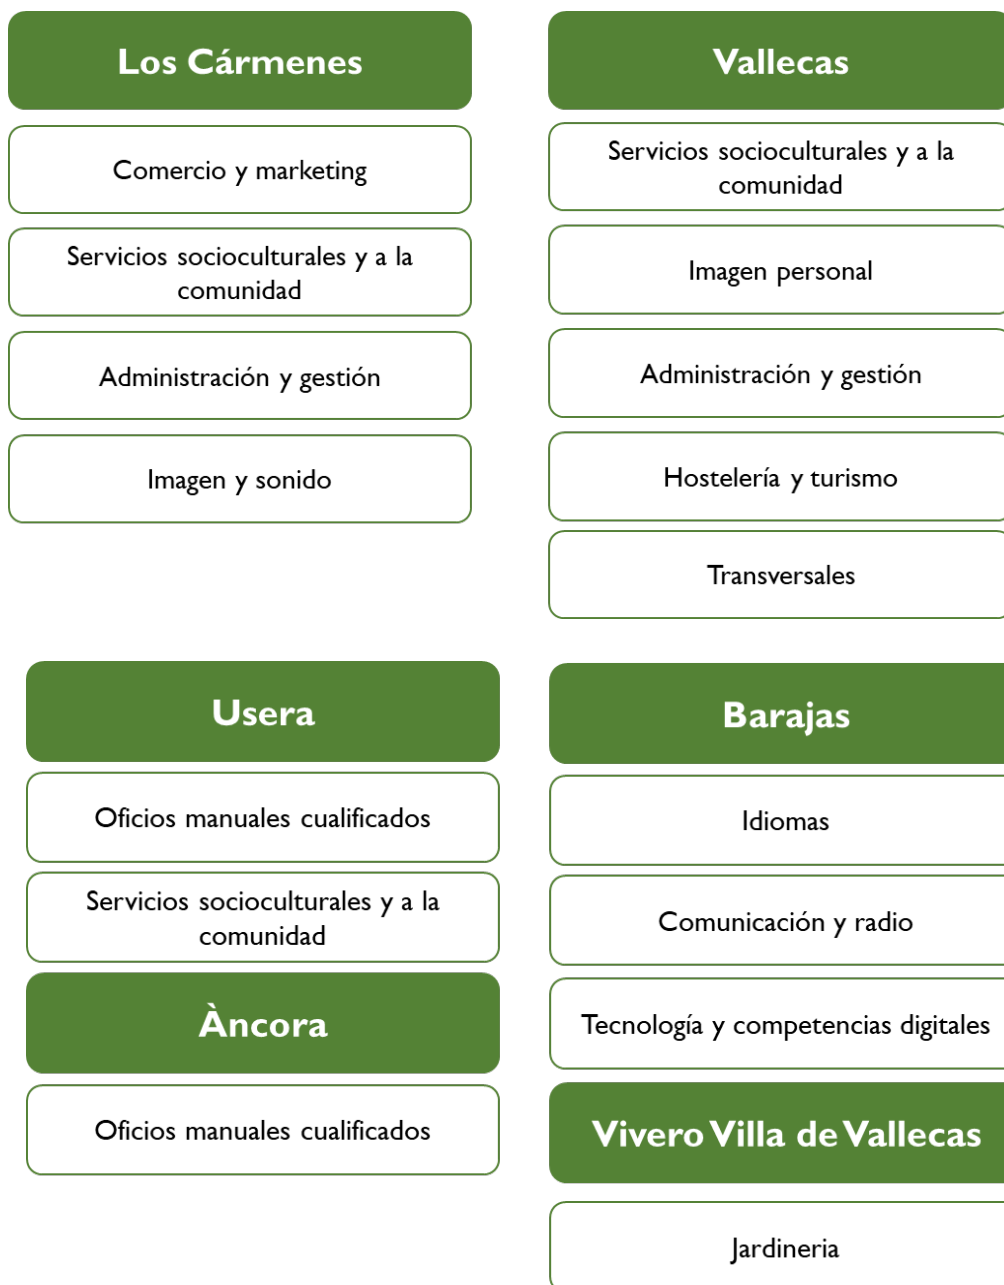 Los Cármenes
Comercio y marketing
Servicios socioculturales y a la
comunidad
Administración y gestión
Imagen y sonido
Vallecas
Servicios socioculturales y a la
comunidad
Imagen personal
Administración y gestión
Hostelería y turismo
Transversales
Usera
Oficios manuales cualificados
Servicios socioculturales y a la
comunidad
Àncora
Oficios manuales cualificados
Barajas
Idiomas
Comunicación y radio
Tecnología y competencias digitales
Vivero Villa de Vallecas
Jardineria